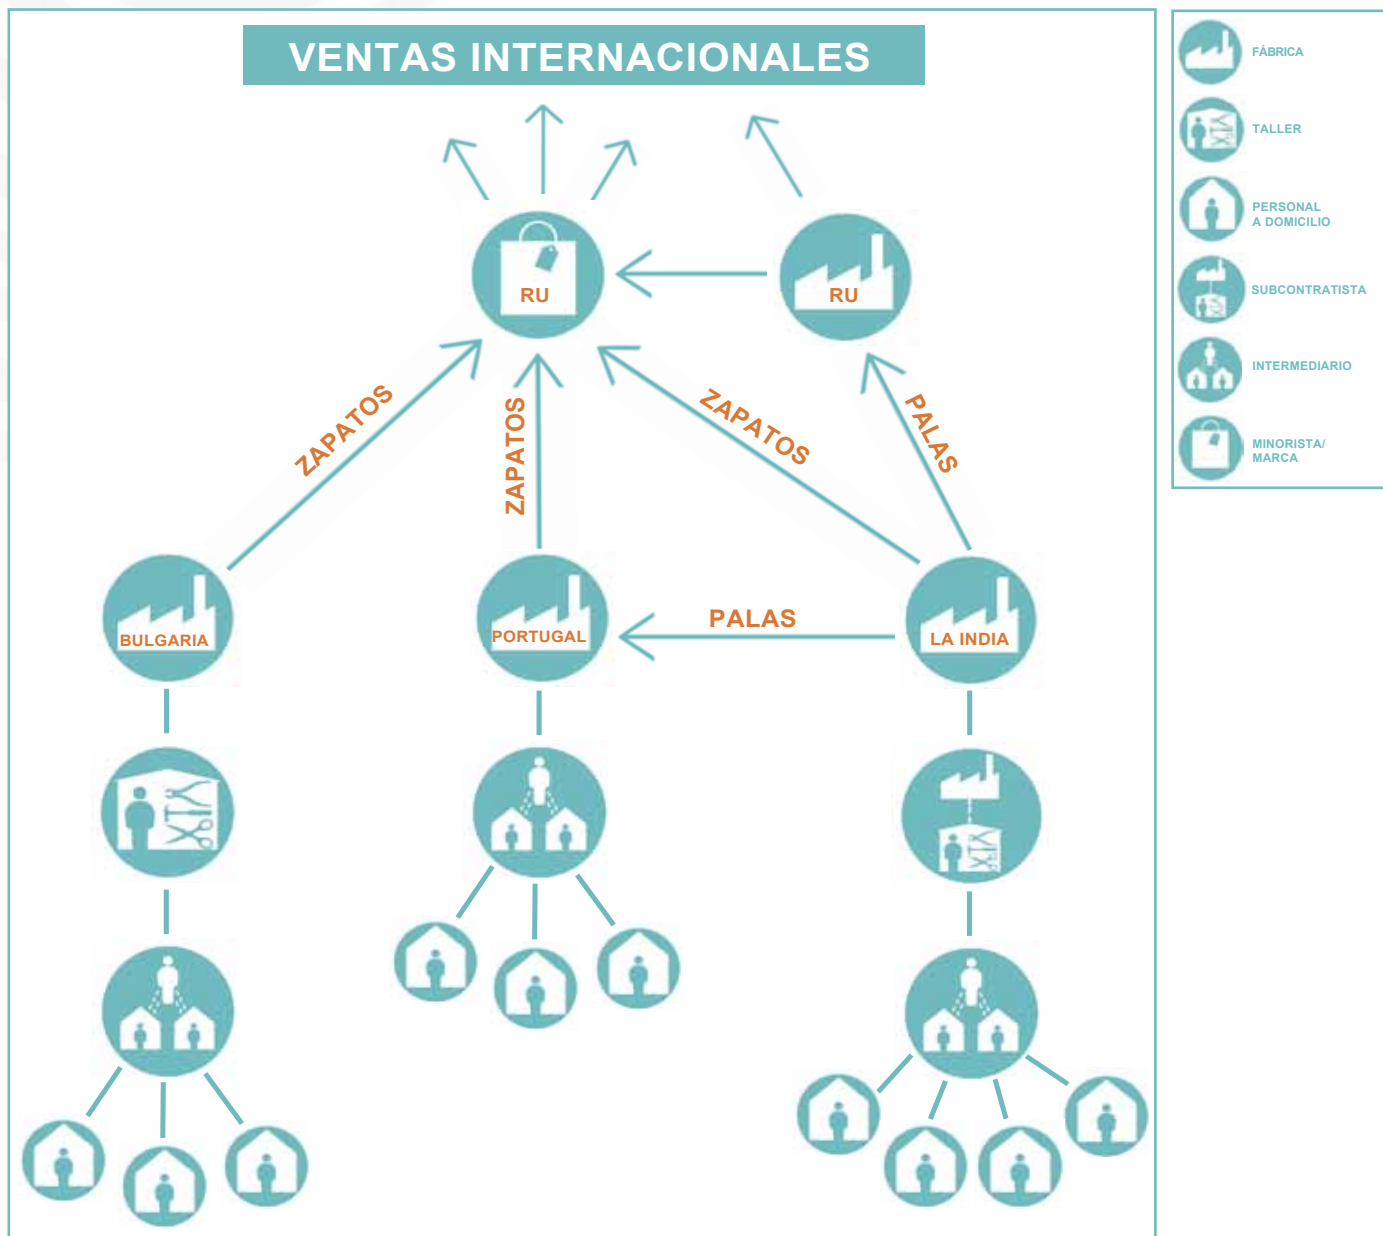 VENTAS INTERNACIONALES
RU
RU
ZAPATOS
ZAPATOS
ZAPATOS
PALAS
BULGARIA
PORTUGAL
PALAS
LA INDIA
FÁBRICA
TALLER
PERSONAL
A DOMICILIO
SUBCONTRATISTA
INTERMEDIARIO
MINORISTA/
MARCA